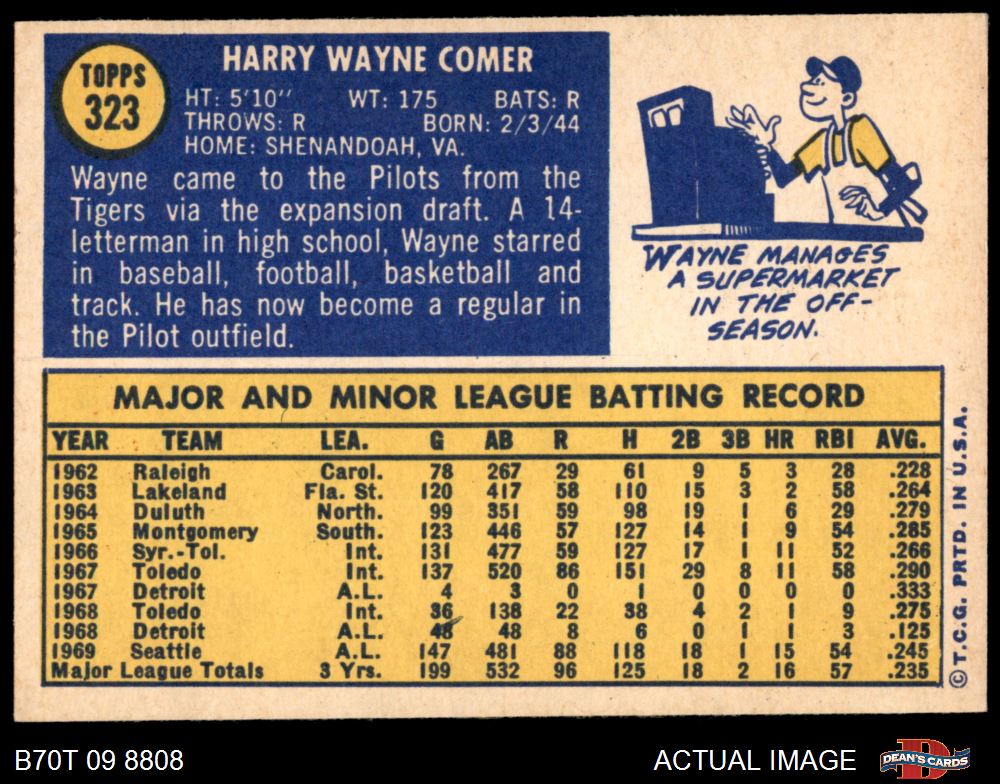 TOPPS
323
HARRY WAYNE COMER
HT: 5'10" WT: 175 BATS: R
THROWS: R BORN: 2/3/44
HOME: SHENANDOAH, VA.
Wayne came to the Pilots from the
Tigers via the expansion draft. A 14-
letterman in high school, Wayne starred
in baseball, football, basketball and
track. He has now become a regular in
the Pilot outfield.
WAYNE MANAGES
A SUPERMARKET
IN THE OFF-
SEASON.
MAJOR AND MINOR LEAGUE BATTING RECORD
YEAR TEAM LEA. G AB R H 2B 3B HR RBI AVG.
1962 Raleigh Carol. 78 267 29 61 9 5 3 28 .228
1963 Lakeland Fla. St. 120 417 58 110 15 3 2 58 .264
1964 Duluth North. 99 351 59 98 19 1 6 29 .279
1965 Montgomery South. 123 446 57 127 14 1 9 54 .285
1966 Syr.-Tol. Int. 131 477 59 127 17 1 11 52 .266
1967 Toledo Int. 137 520 86 151 29 8 11 58 .290
1967 Detroit A.L. 4 3 0 1 0 0 0 0 .333
1968 Toledo Int. 36 138 22 38 4 2 1 9 .275
1968 Detroit A.L. 48 48 8 6 0 1 1 3 .125
1969 Seattle A.L. 147 481 88 118 18 1 15 54 .245
Major League Totals 3 Yrs. 199 532 96 125 18 2 16 57 .235
©T.C.G. PRTD. IN U.S.A.
B70T 09 8808
ACTUAL IMAGE
DEAN'S CARDS